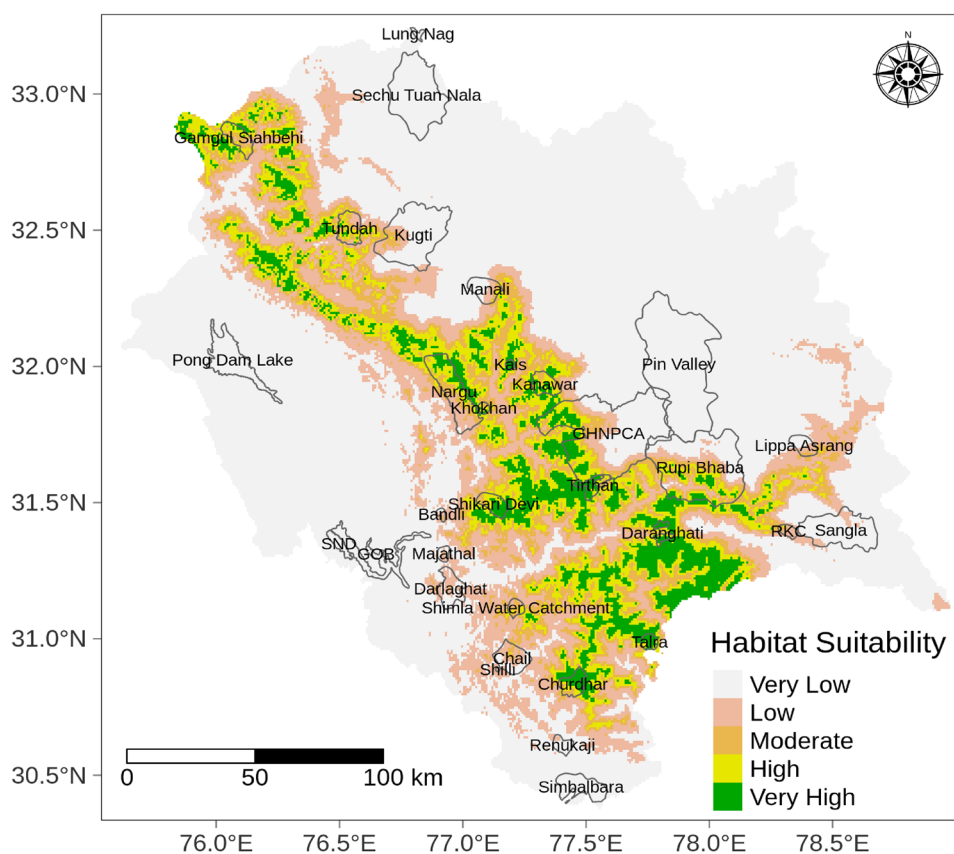 N
Lung Nag
33.0°N
Sechu Tuan Nala
Gamgul Siahbehi
32.5°N
Tundah
Kugti
Manali
32.0°N
Pong Dam Lake
Kais
Pin Valley
Kanawar
Nargu
Khokhan
GHNPCA
Lippa Asrang
Rupi Bhaba
Tirthan
31.5°N
Shikari Devi
Bandli
Daranghati
RKC
Sangla
SND
GOB
Majathal
Darlaghat
Shimla Water Catchment
31.0°N
Talra
Chail
Shilli
Churdhar
Renukaji
30.5°N
Simbalbara
0 50 100 km
Habitat Suitability
Very Low
Low
Moderate
High
Very High
76.0°E 76.5°E 77.0°E 77.5°E 78.0°E 78.5°E